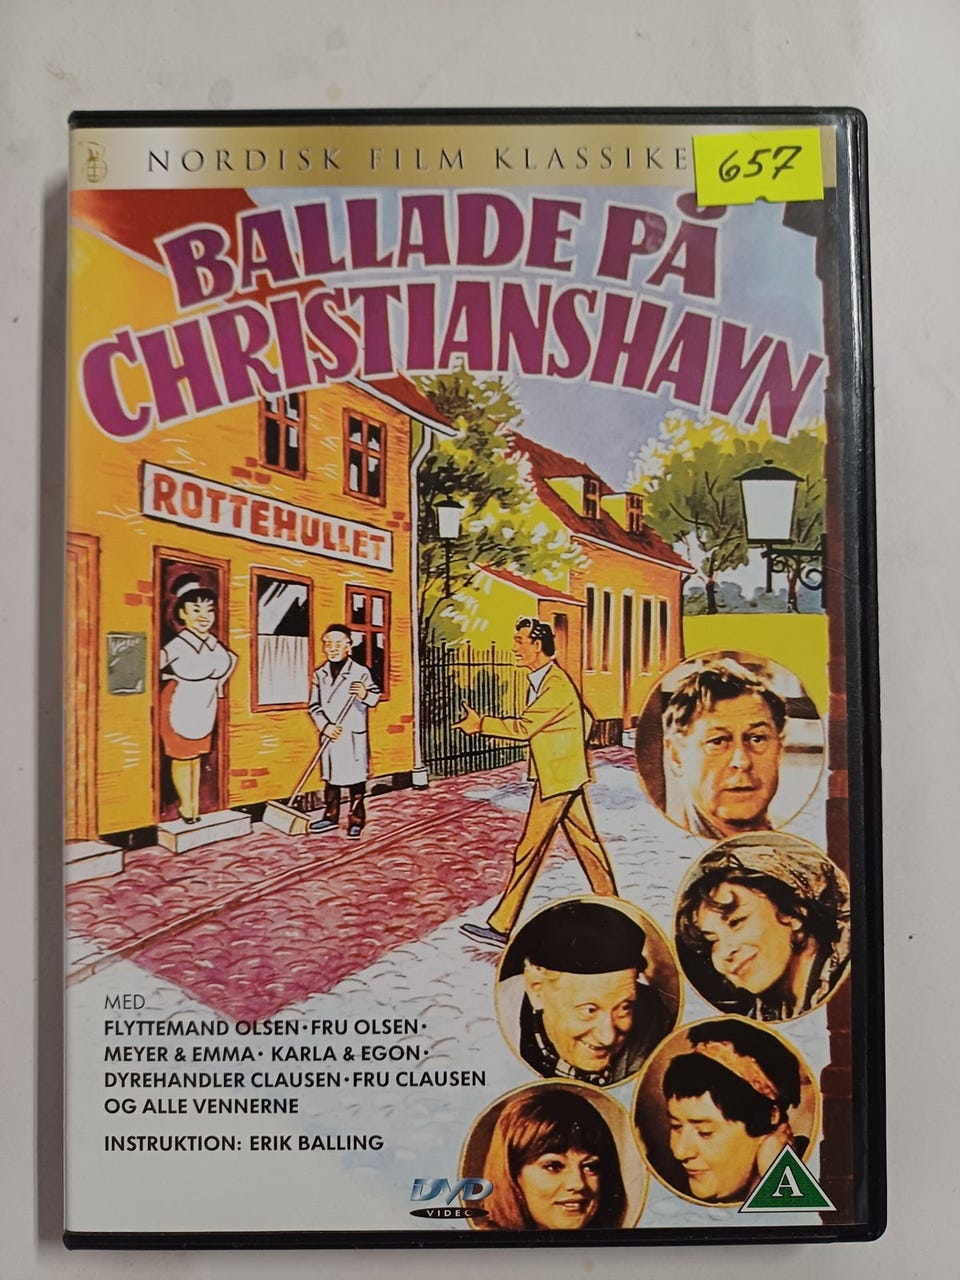 NORDISK FILM KLASSIKE
657
BALLADE PÅ
CHRISTIANSHAVN
ROTTEHULLET
MED
FLYTTEMAND OLSEN • FRU OLSEN •
MEYER & EMMA • KARLA & EGON •
DYREHANDLER CLAUSEN • FRU CLAUSEN
OG ALLE VENNERNE
INSTRUKTION: ERIK BALLING
DVD
VIDEO
A